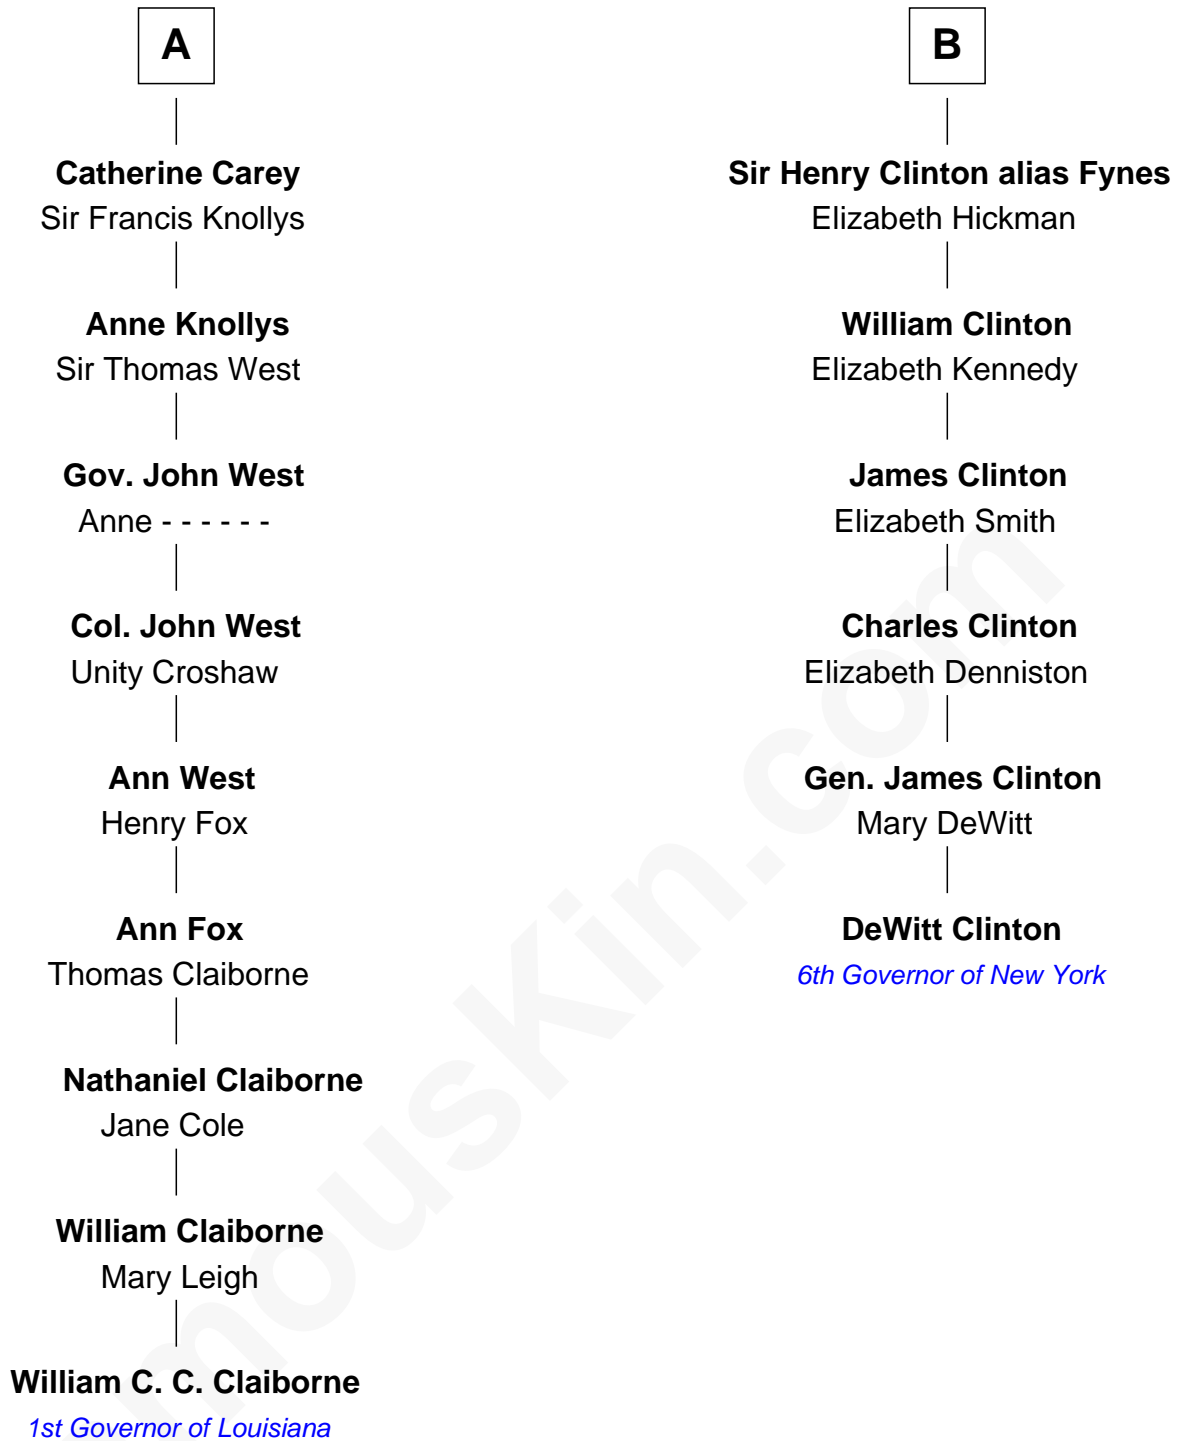 A
Catherine Carey
Sir Francis Knollys
Anne Knollys
Sir Thomas West
Gov. John West
Anne - - - - - -
Col. John West
Unity Croshaw
Ann West
Henry Fox
Ann Fox
Thomas Claiborne
Nathaniel Claiborne
Jane Cole
William Claiborne
Mary Leigh
William C. C. Claiborne
1st Governor of Louisiana
B
Sir Henry Clinton alias Fynes
Elizabeth Hickman
William Clinton
Elizabeth Kennedy
James Clinton
Elizabeth Smith
Charles Clinton
Elizabeth Denniston
Gen. James Clinton
Mary DeWitt
DeWitt Clinton
6th Governor of New York
mousKin.com